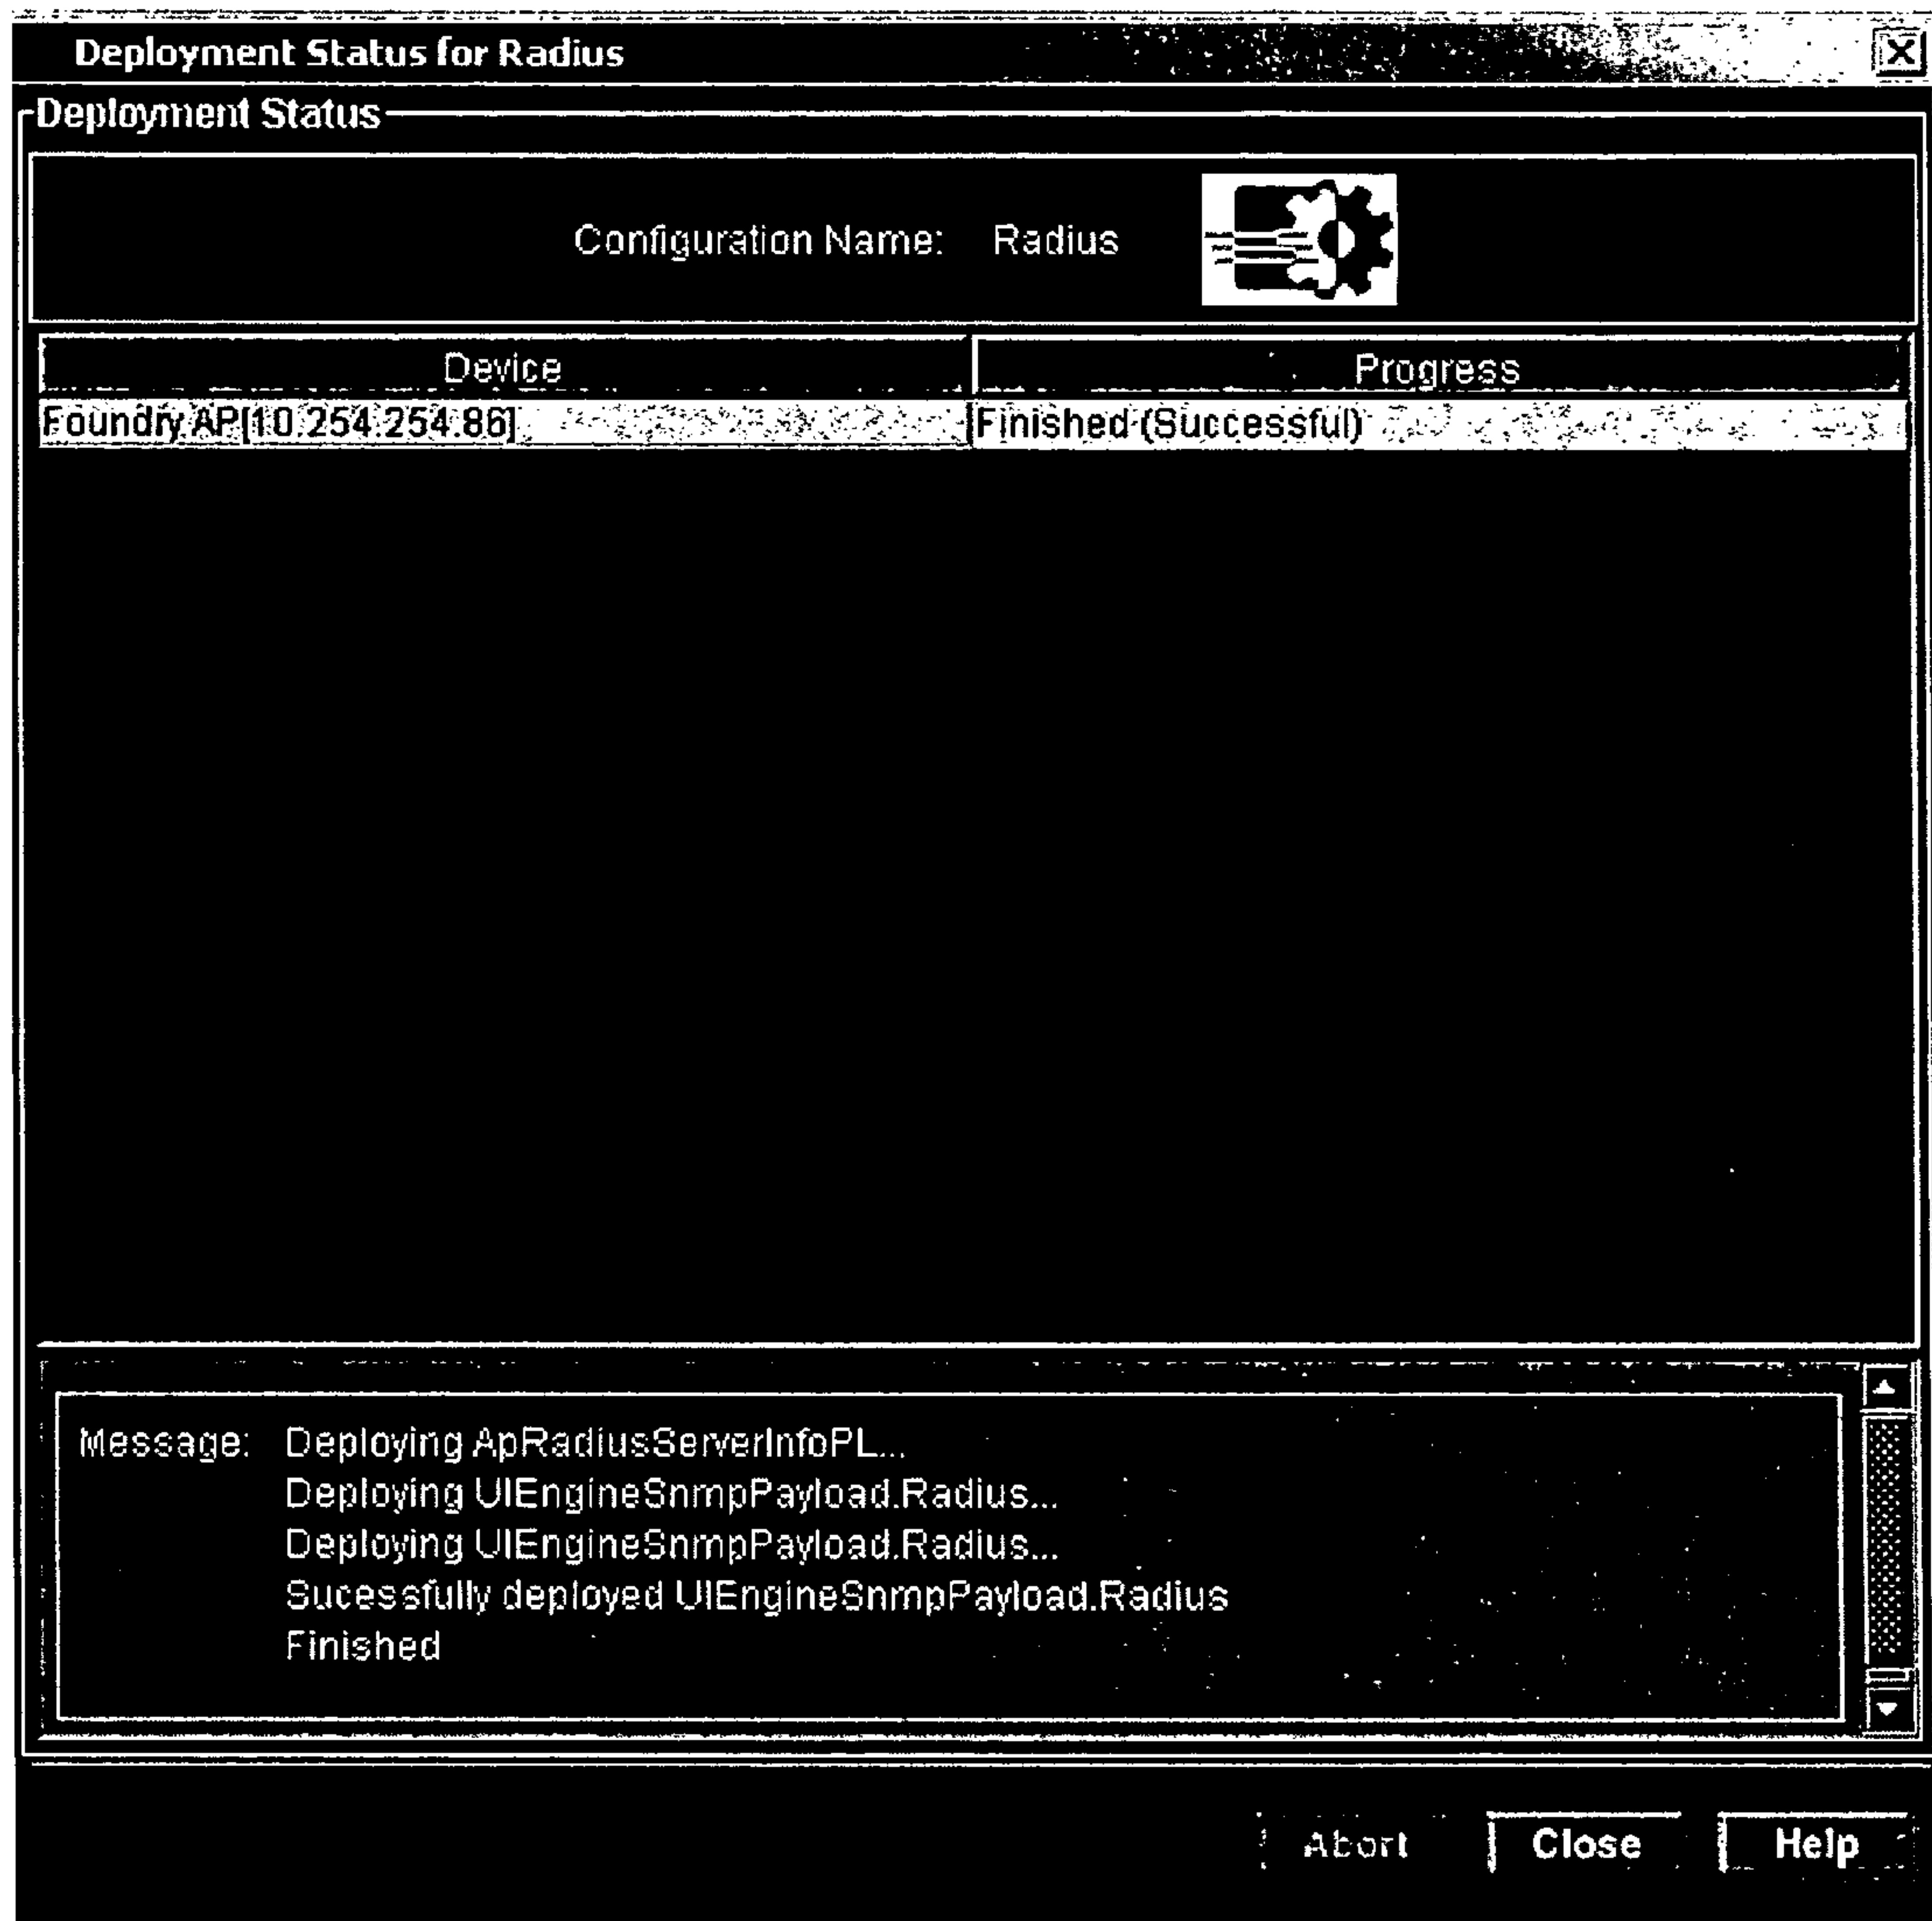 Deployment Status for Radius
Deployment Status
Configuration Name: Radius
Device Progress
Foundry AP[10.254.254.86] Finished (Successful)
Message: Deploying ApRadiusServerInfoPL...
Deploying UIEngineSnmpPayload.Radius...
Deploying UIEngineSnmpPayload.Radius...
Sucessfully deployed UIEngineSnmpPayload.Radius
Finished
Abort Close Help